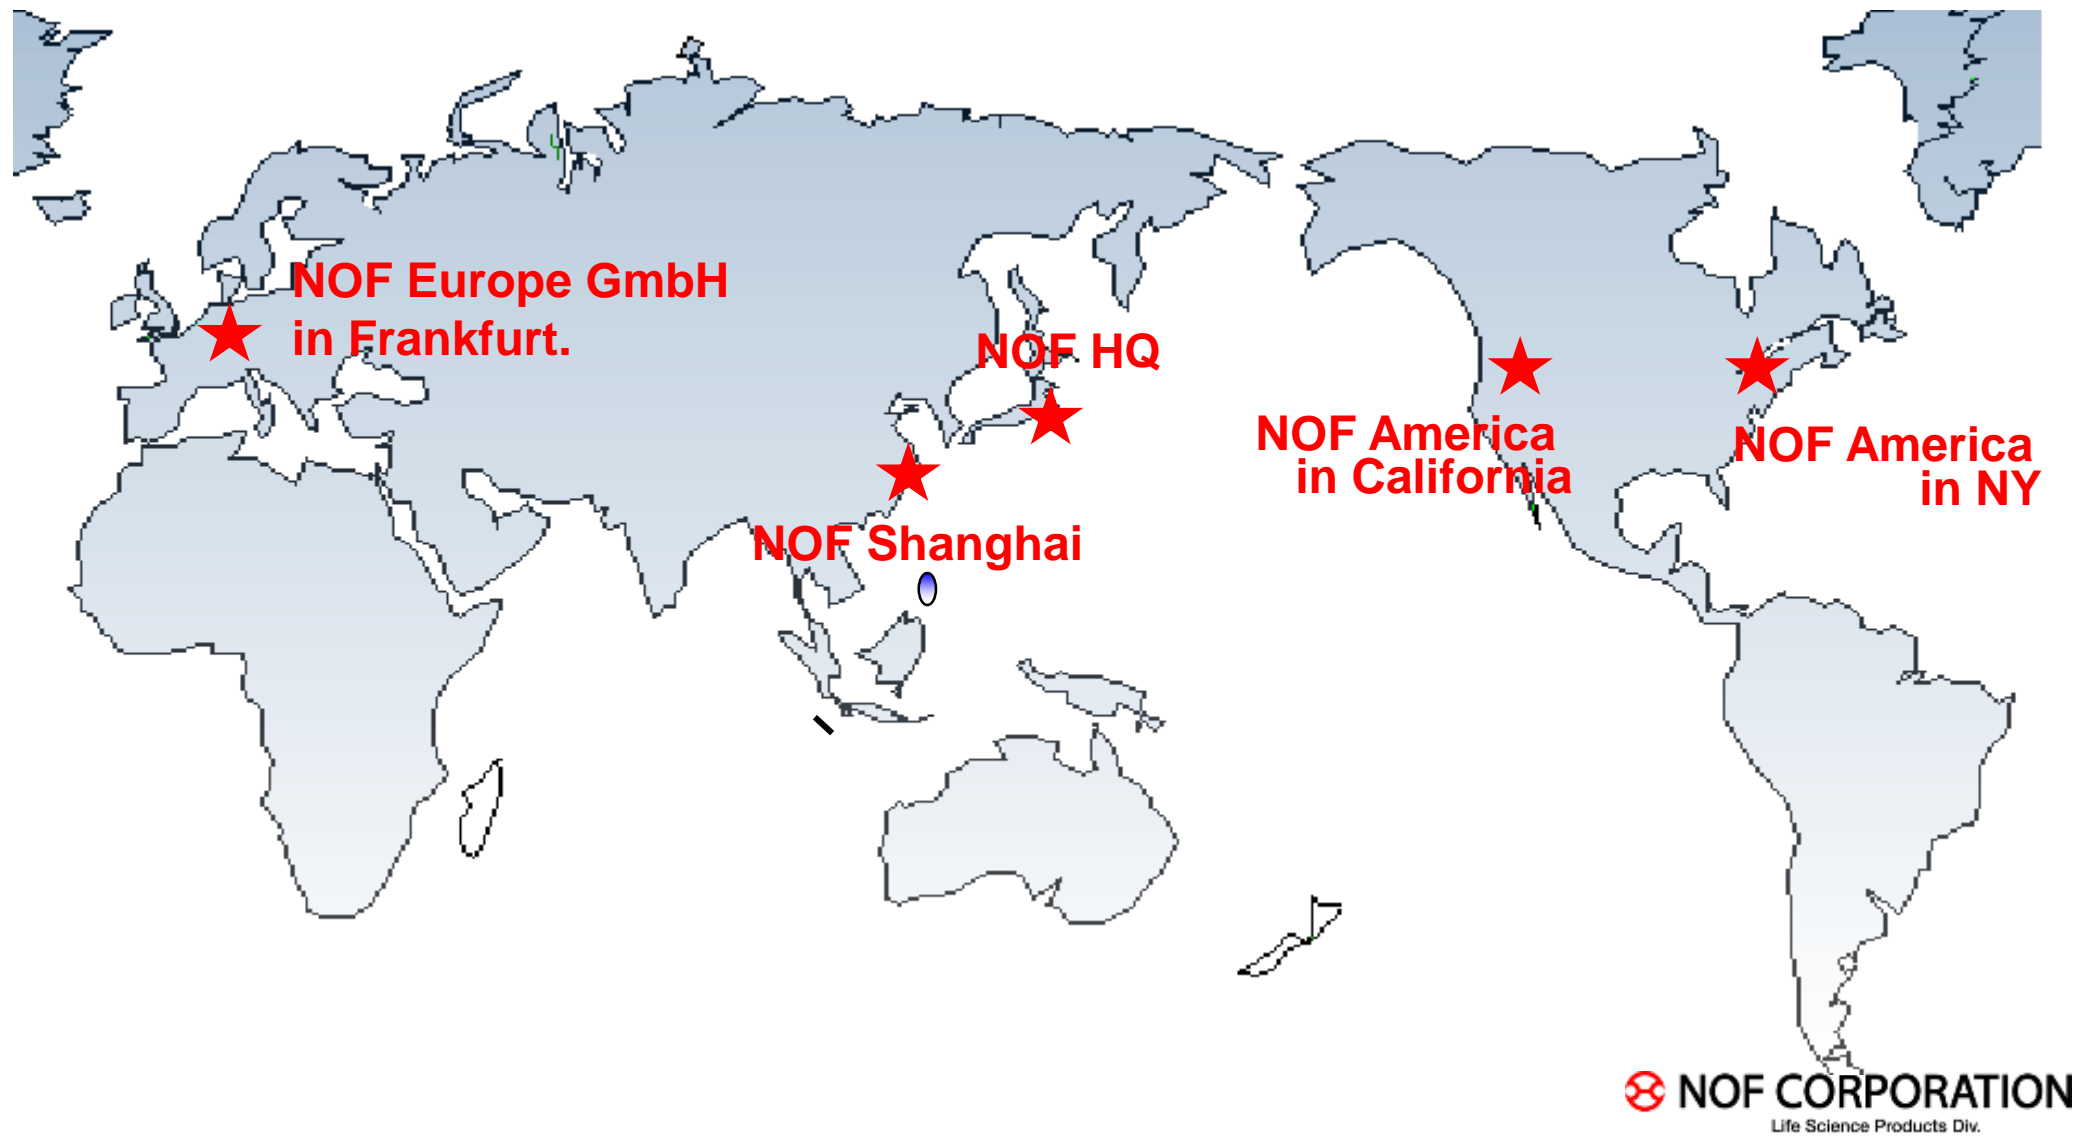 NOF Europe GmbH
in Frankfurt.
NOF HQ
NOF America
in California
NOF America
in NY
NOF Shanghai
NOF CORPORATION
Life Science Products Div.